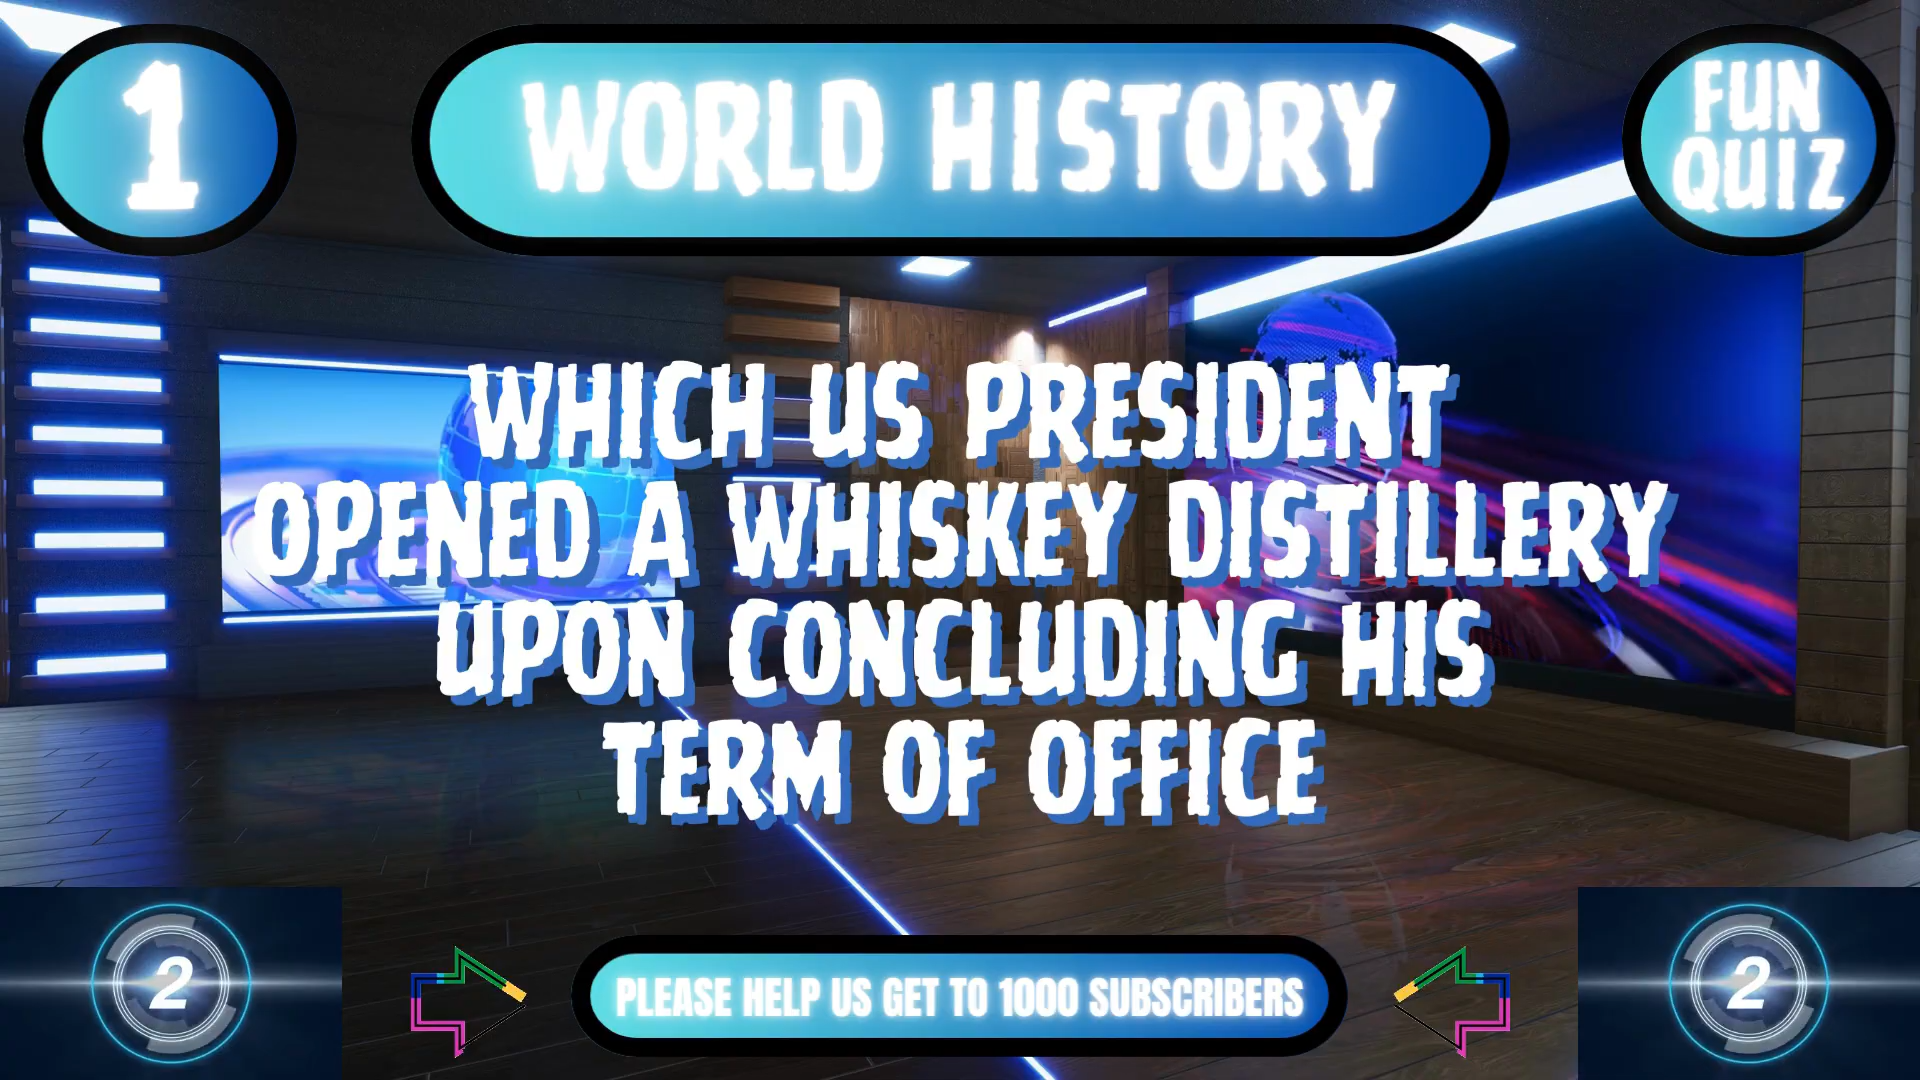 1
WORLD HISTORY
FUN
QUIZ
WHICH US PRESIDENT
OPENED A WHISKEY DISTILLERY
UPON CONCLUDING HIS
TERM OF OFFICE
2
PLEASE HELP US GET TO 1000 SUBSCRIBERS
2